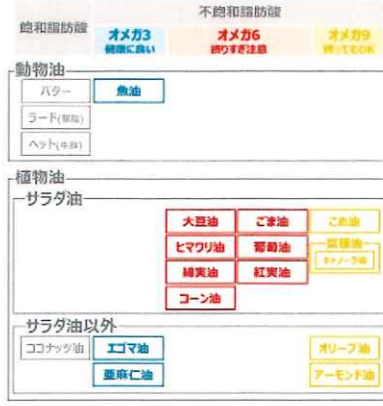 不飽和脂肪酸
飽和脂肪酸
オメガ3 オメガ6 オメガ9
健康に良い 摂りすぎ注意 摂ってもOK
動物油
バター 魚油
ラード(豚脂)
ヘット(牛脂)
植物油
サラダ油
大豆油 ごま油 こめ油
ヒマワリ油 葡萄油 菜種油
キャノーラ油
綿実油 紅実油
コーン油
サラダ油以外
ココナッツ油 エゴマ油 オリーブ油
亜麻仁油 アーモンド油